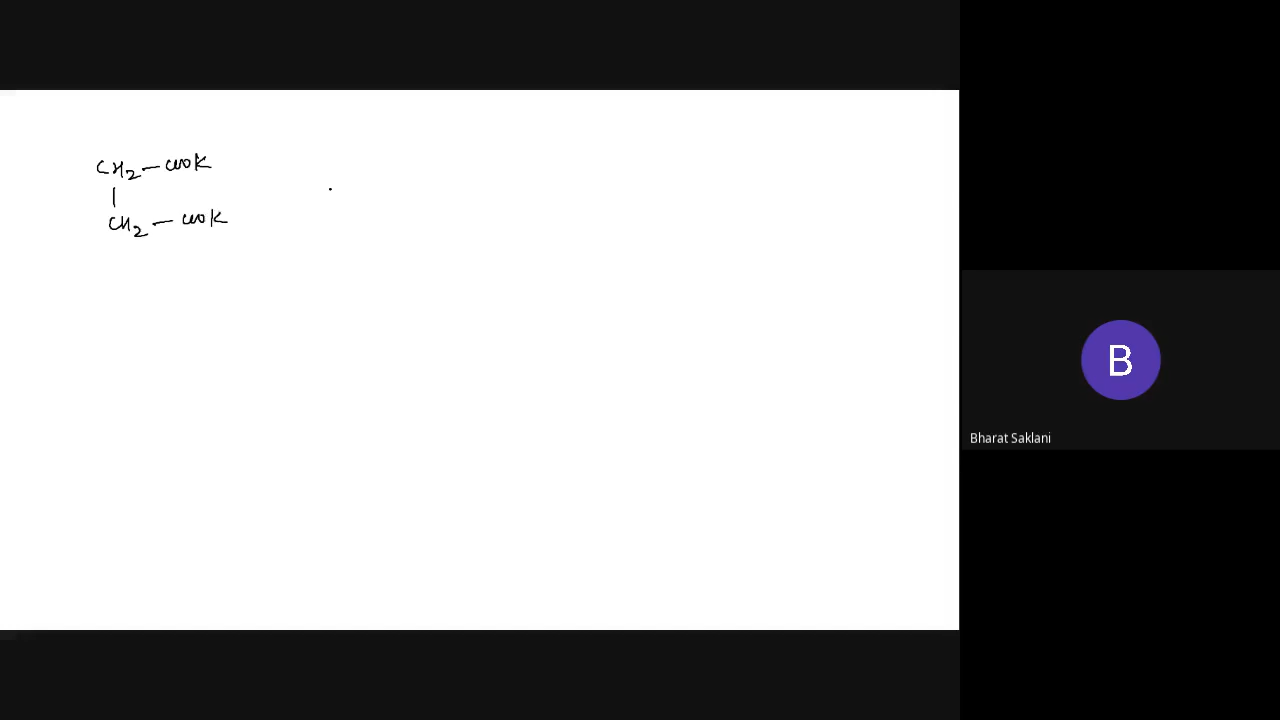 CH2 – COOK
|
CH2 – COOK
B
Bharat Saklani